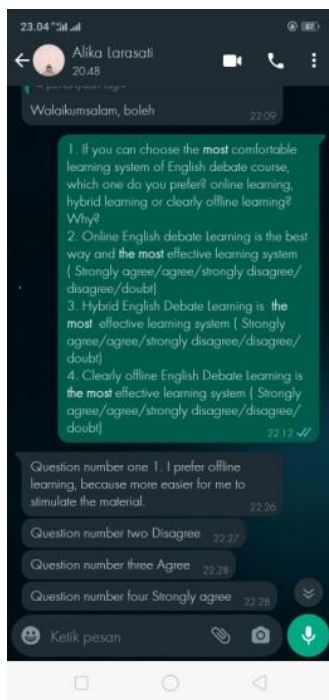 23.04
Alika Larasati
20.48
Walaikumsalam, boleh
22.09
1. If you can choose the most comfortable
learning system of English debate course,
which one do you prefer? online learning,
hybrid learning or clearly offline learning?
Why?
2. Online English debate Learning is the best
way and the most effective learning system
( Strongly agree/agree/strongly disagree/
disagree/doubt)
3. Hybrid English Debate Learning is the
most effective learning system ( Strongly
agree/agree/strongly disagree/disagree/
doubt)
4. Clearly offline English Debate Learning is
the most effective learning system ( Strongly
agree/agree/strongly disagree/disagree/
doubt)
22.12
Question number one 1. I prefer offline
learning, because more easier for me to
stimulate the material.
22.26
Question number two Disagree 22.27
Question number three Agree 22.28
Question number four Strongly agree 22.28
Ketik pesan